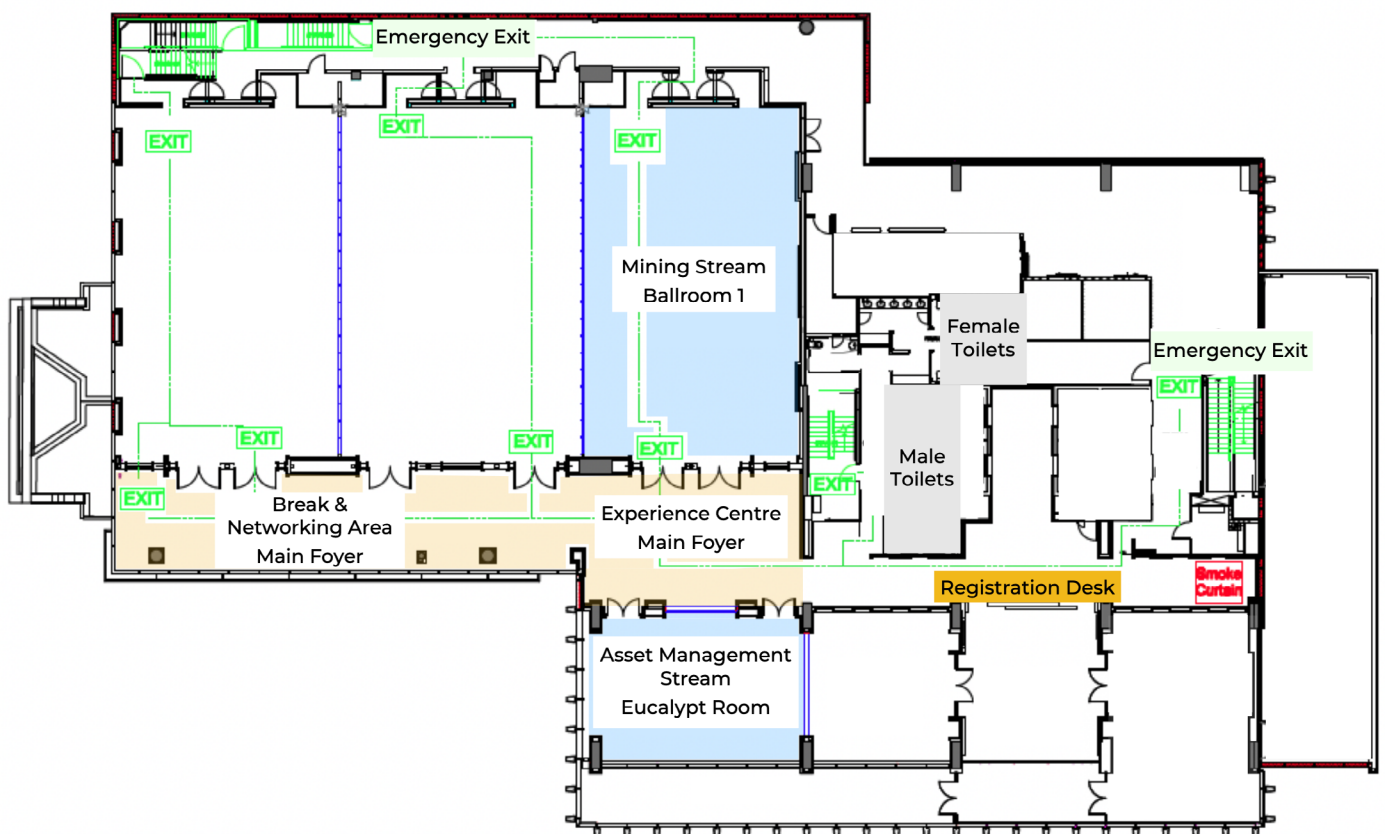 Emergency Exit
EXIT
EXIT
EXIT
Mining Stream
Ballroom 1
Female
Toilets
Emergency Exit
EXIT
EXIT
EXIT
EXIT
Male
Toilets
EXIT
EXIT
Break &
Networking Area
Main Foyer
Experience Centre
Main Foyer
Registration Desk
Smoke
Curtain
Asset Management
Stream
Eucalypt Room